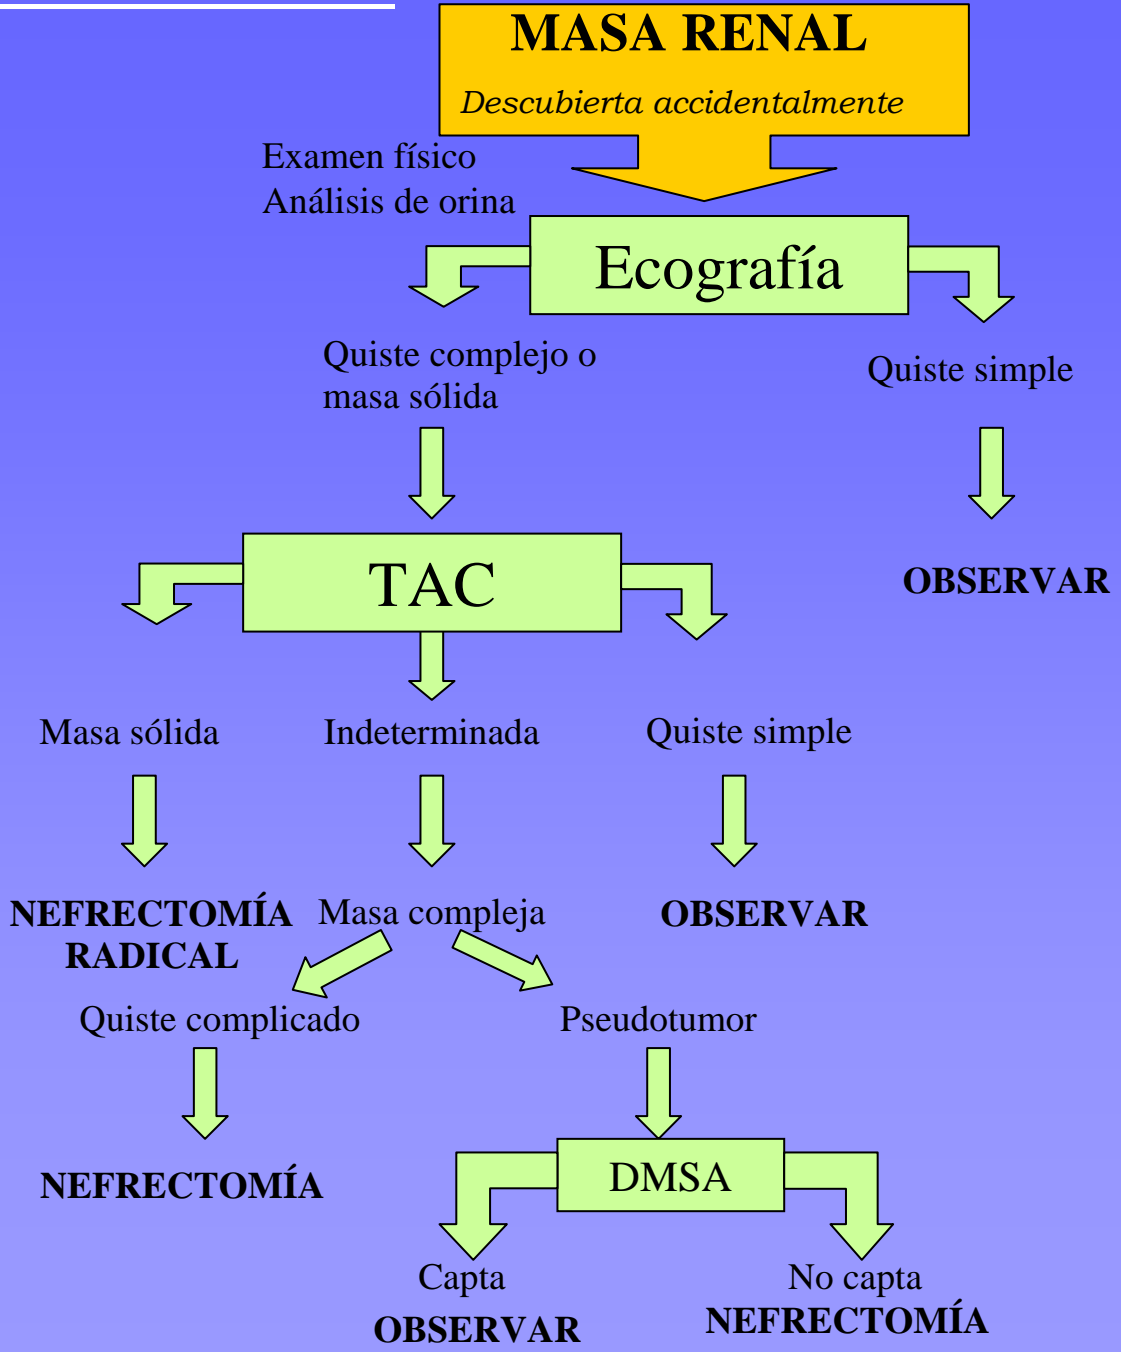 MASA RENAL
Descubierta accidentalmente
Examen físico
Análisis de orina
Ecografía
Quiste complejo o
masa sólida
Quiste simple
OBSERVAR
TAC
Masa sólida
Indeterminada
Quiste simple
NEFRECTOMÍA
RADICAL
Masa compleja
OBSERVAR
Quiste complicado
Pseudotumor
NEFRECTOMÍA
DMSA
Capta
OBSERVAR
No capta
NEFRECTOMÍA